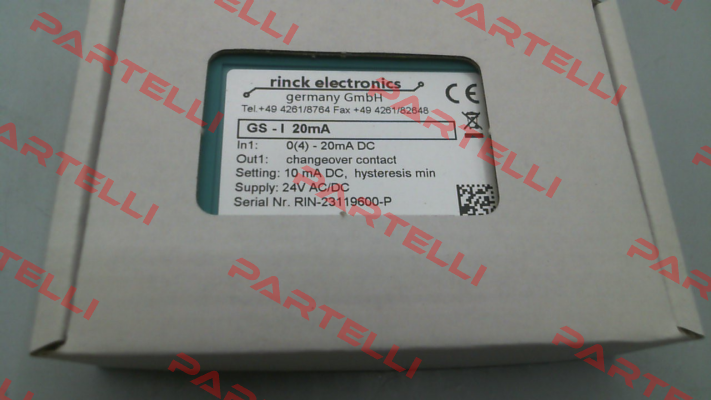 rinck electronics
germany GmbH
Tel.+49 4261/8764 Fax +49 4261/82648
CE
GS - I 20mA
In1: 0(4) - 20mA DC
Out1: changeover contact
Setting: 10 mA DC, hysteresis min
Supply: 24V AC/DC
Serial Nr. RIN-23119600-P
PARTELLI
PARTELLI
PARTELLI
PARTELLI
PARTELLI
PARTELLI
PARTELLI
PARTELLI
PARTELLI
PARTELLI